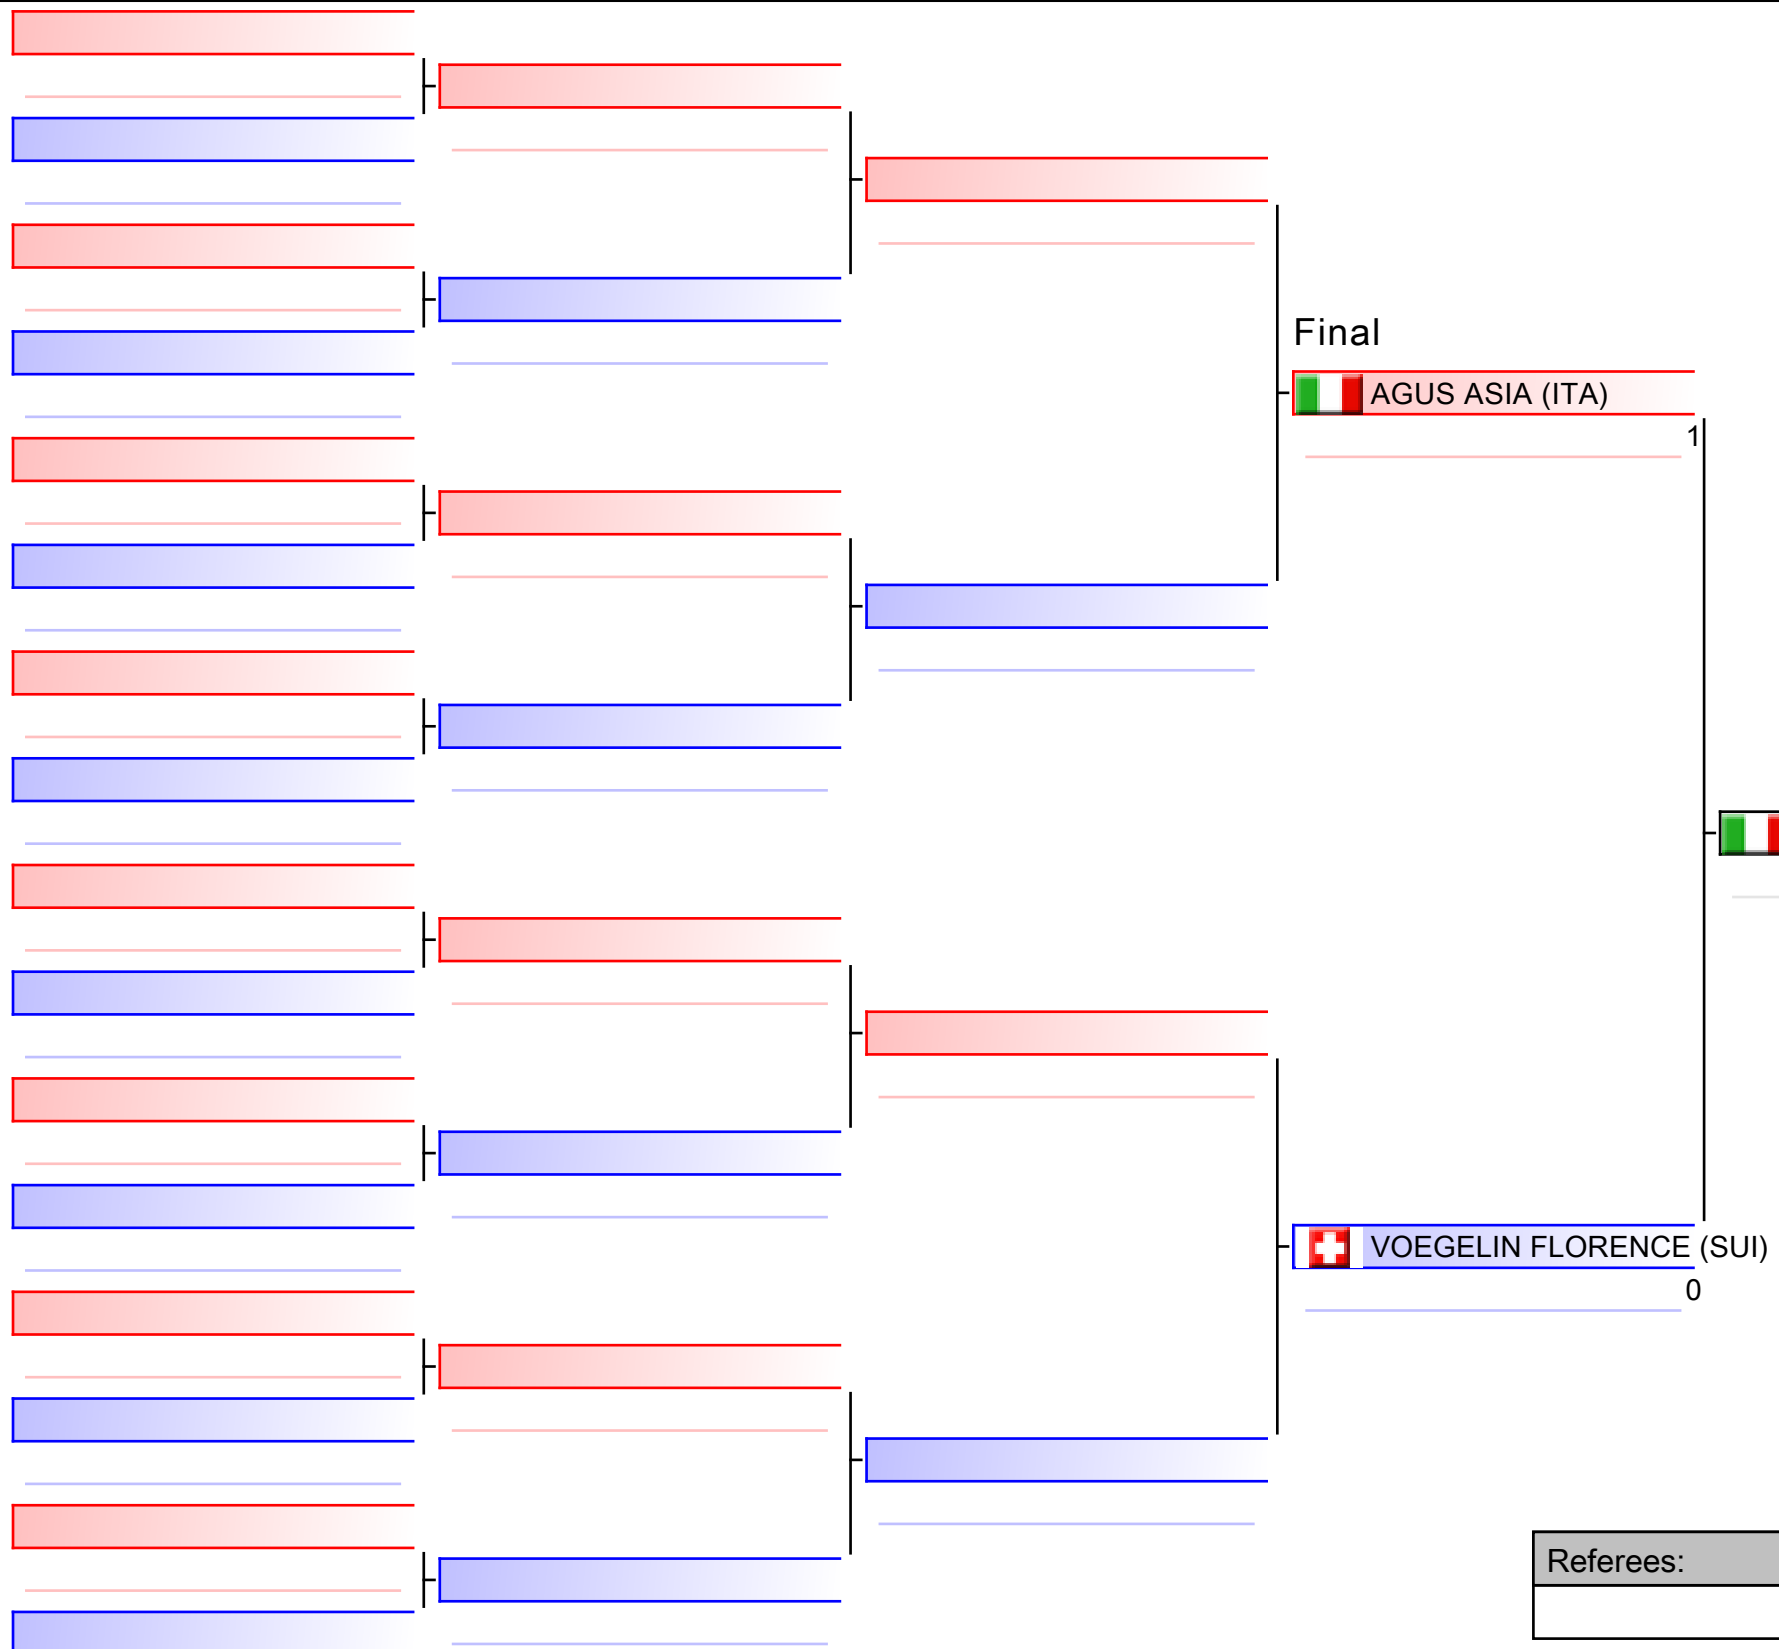 Final
AGUS ASIA (ITA)
1
VOEGELIN FLORENCE (SUI)
0
Referees: